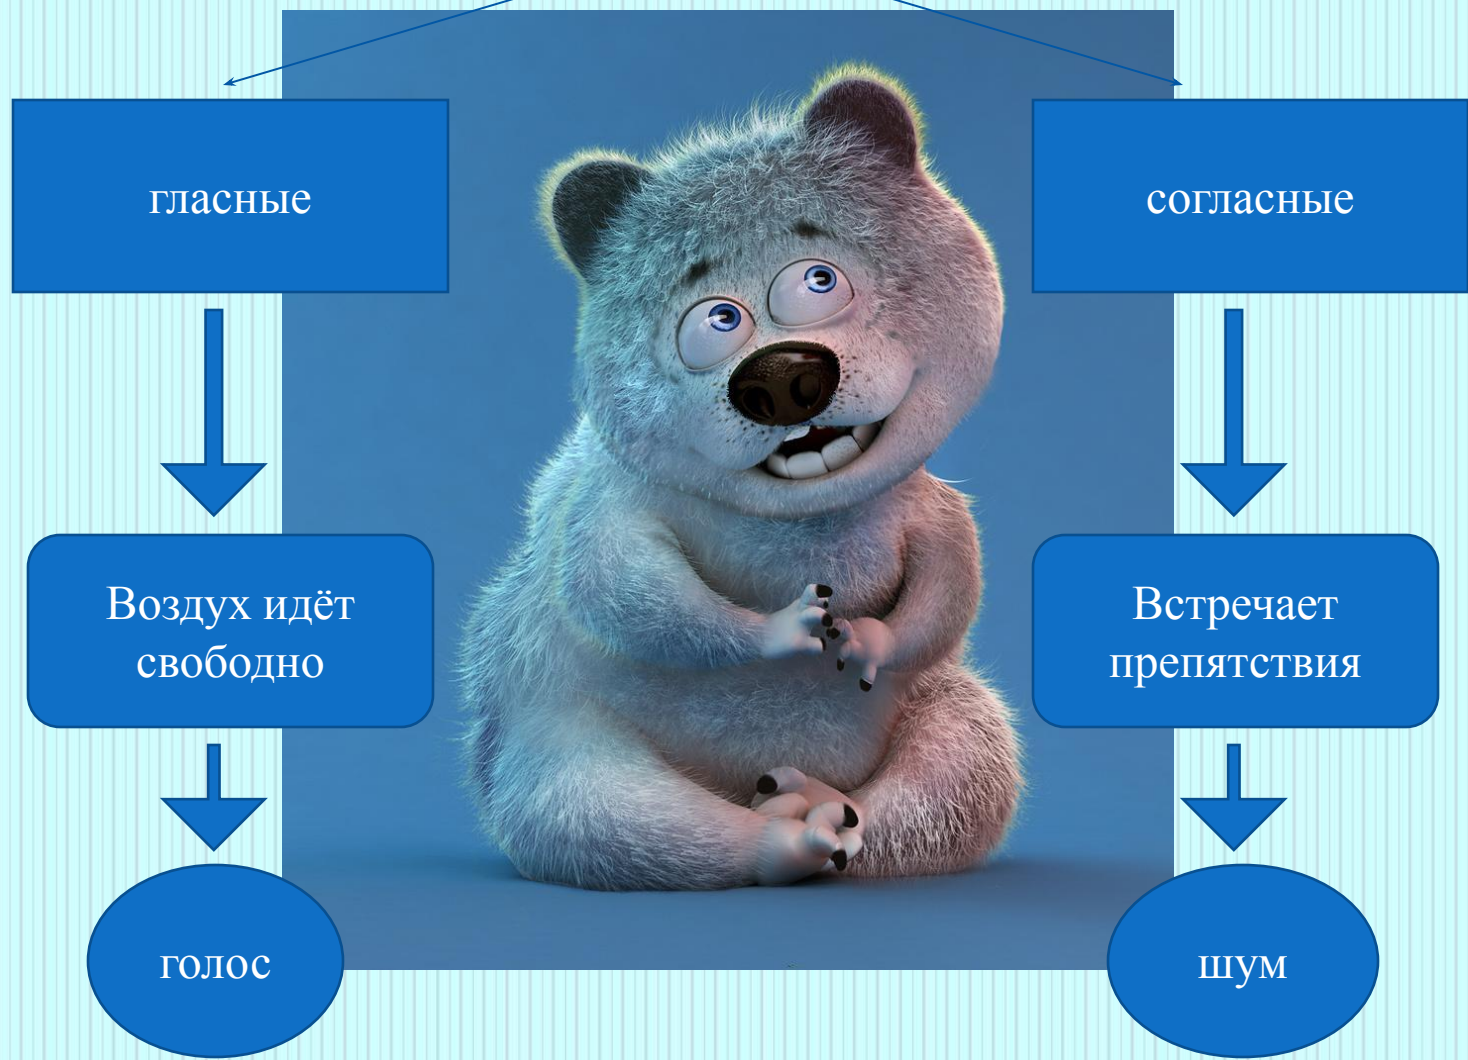 гласные
согласные
Воздух идёт
свободно
Встречает
препятствия
голос
шум